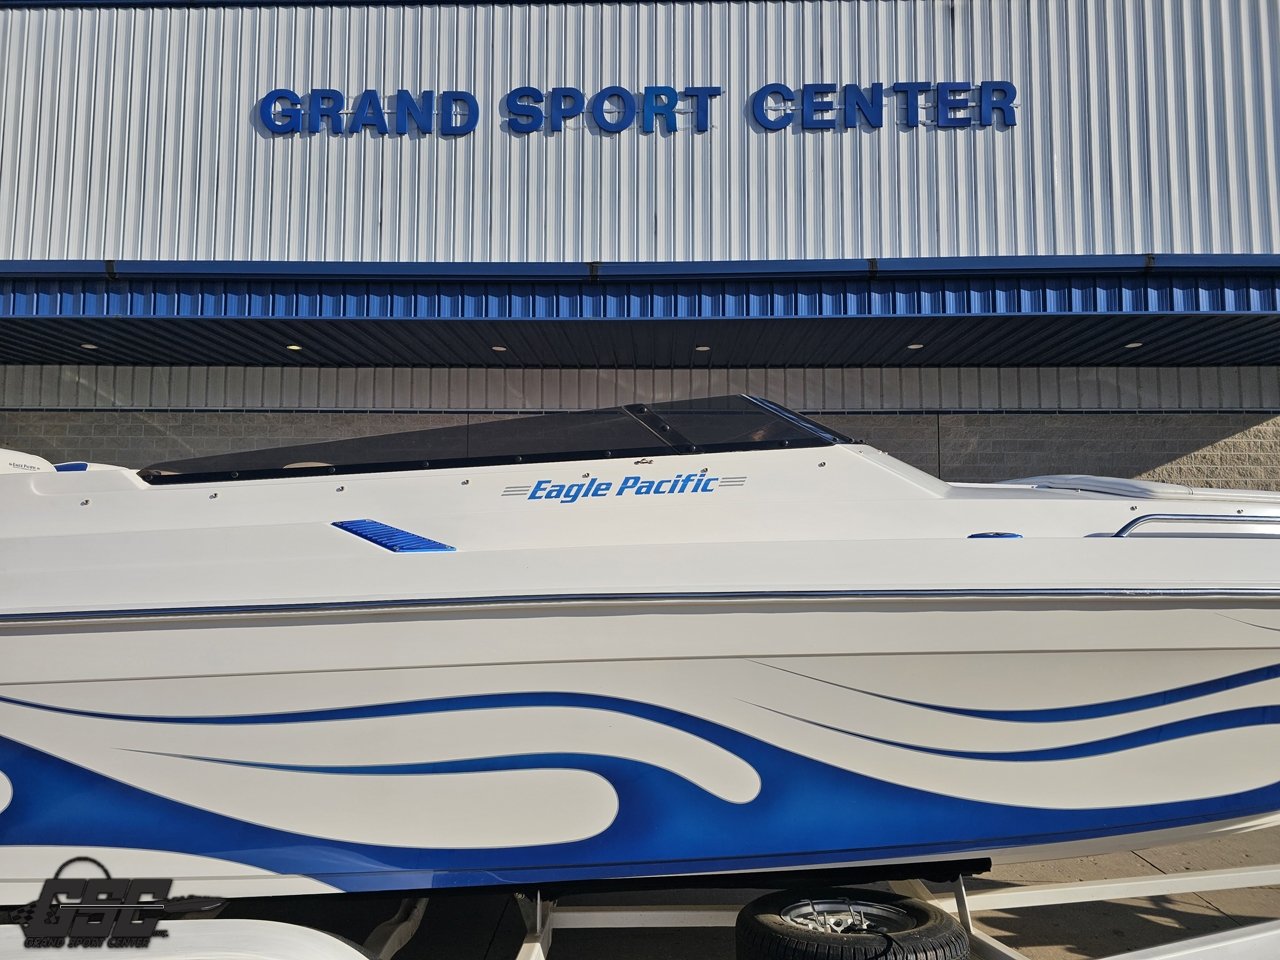 GRAND SPORT CENTER
Eagle Pacific
GSC
GRAND SPORT CENTER